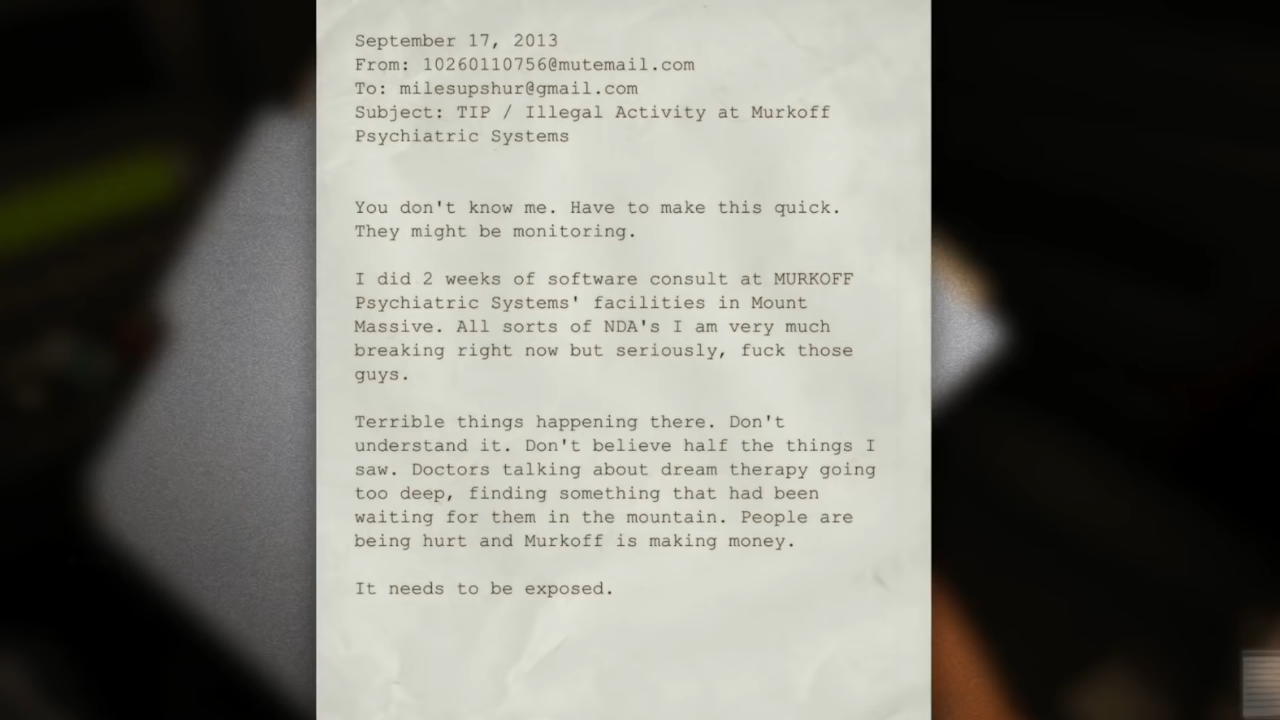 September 17, 2013
From: 10260110756@mutemail.com
To: milesupshur@gmail.com
Subject: TIP / Illegal Activity at Murkoff
Psychiatric Systems
You don't know me. Have to make this quick.
They might be monitoring.
I did 2 weeks of software consult at MURKOFF
Psychiatric Systems' facilities in Mount
Massive. All sorts of NDA's I am very much
breaking right now but seriously, fuck those
guys.
Terrible things happening there. Don't
understand it. Don't believe half the things I
saw. Doctors talking about dream therapy going
too deep, finding something that had been
waiting for them in the mountain. People are
being hurt and Murkoff is making money.
It needs to be exposed.